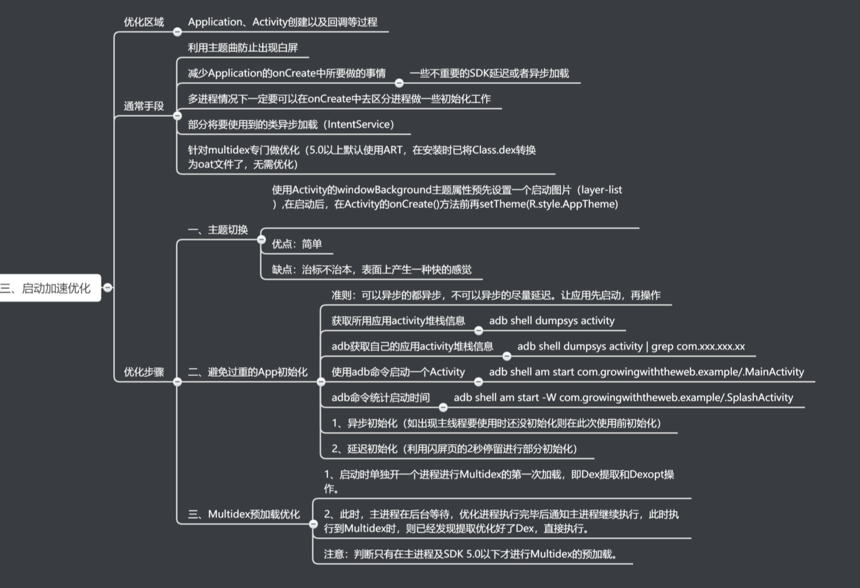 三、启动加速优化
优化区域
Application、Activity创建以及回调等过程
通常手段
利用主题曲防止出现白屏
减少Application的onCreate中所要做的事情
一些不重要的SDK延迟或者异步加载
多进程情况下一定要可以在onCreate中去区分进程做一些初始化工作
部分将要使用到的类异步加载（IntentService）
针对multidex专门做优化（5.0以上默认使用ART，在安装时已将Class.dex转换
为oat文件了，无需优化）
优化步骤
一、主题切换
使用Activity的windowBackground主题属性预先设置一个启动图片（layer-list
）,在启动后，在Activity的onCreate()方法前再setTheme(R.style.AppTheme)
优点：简单
缺点：治标不治本，表面上产生一种快的感觉
二、避免过重的App初始化
准则：可以异步的都异步，不可以异步的尽量延迟。让应用先启动，再操作
获取所用应用activity堆栈信息
adb shell dumpsys activity
adb获取自己的应用activity堆栈信息
adb shell dumpsys activity | grep com.xxx.xxx.xx
使用adb命令启动一个Activity
adb shell am start com.growingwiththeweb.example/.MainActivity
adb命令统计启动时间
adb shell am start -W com.growingwiththeweb.example/.SplashActivity
1、异步初始化（如出现主线程要使用时还没初始化则在此次使用前初始化）
2、延迟初始化（利用闪屏页的2秒停留进行部分初始化）
三、Multidex预加载优化
1、启动时单独开一个进程进行Multidex的第一次加载，即Dex提取和Dexopt操
作。
2、此时，主进程在后台等待，优化进程执行完毕后通知主进程继续执行，此时执
行到Multidex时，则已经发现提取优化好了Dex，直接执行。
注意：判断只有在主进程及SDK 5.0以下才进行Multidex的预加载。